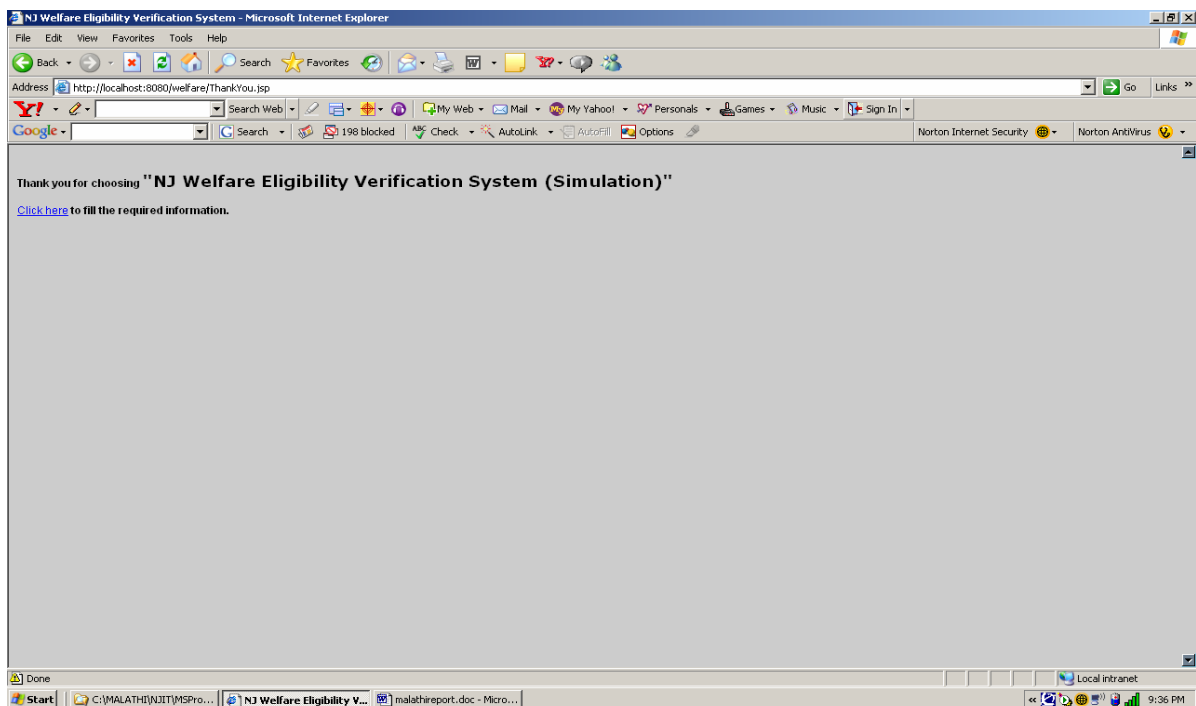 NJ Welfare Eligibility Verification System - Microsoft Internet Explorer
File Edit View Favorites Tools Help
Back Search Favorites
Address http://localhost:8080/welfare/ThankYou.jsp Go Links »
Y! Search Web My Web Mail My Yahoo! Personals Games Music Sign In
Google Search 198 blocked Check AutoLink AutoFill Options Norton Internet Security Norton AntiVirus
Thank you for choosing "NJ Welfare Eligibility Verification System (Simulation)"
Click here to fill the required information.
Done Local intranet
Start C:\MALATHI\NJIT\MSPro... NJ Welfare Eligibility V... malathireport.doc - Micro... « 9:36 PM